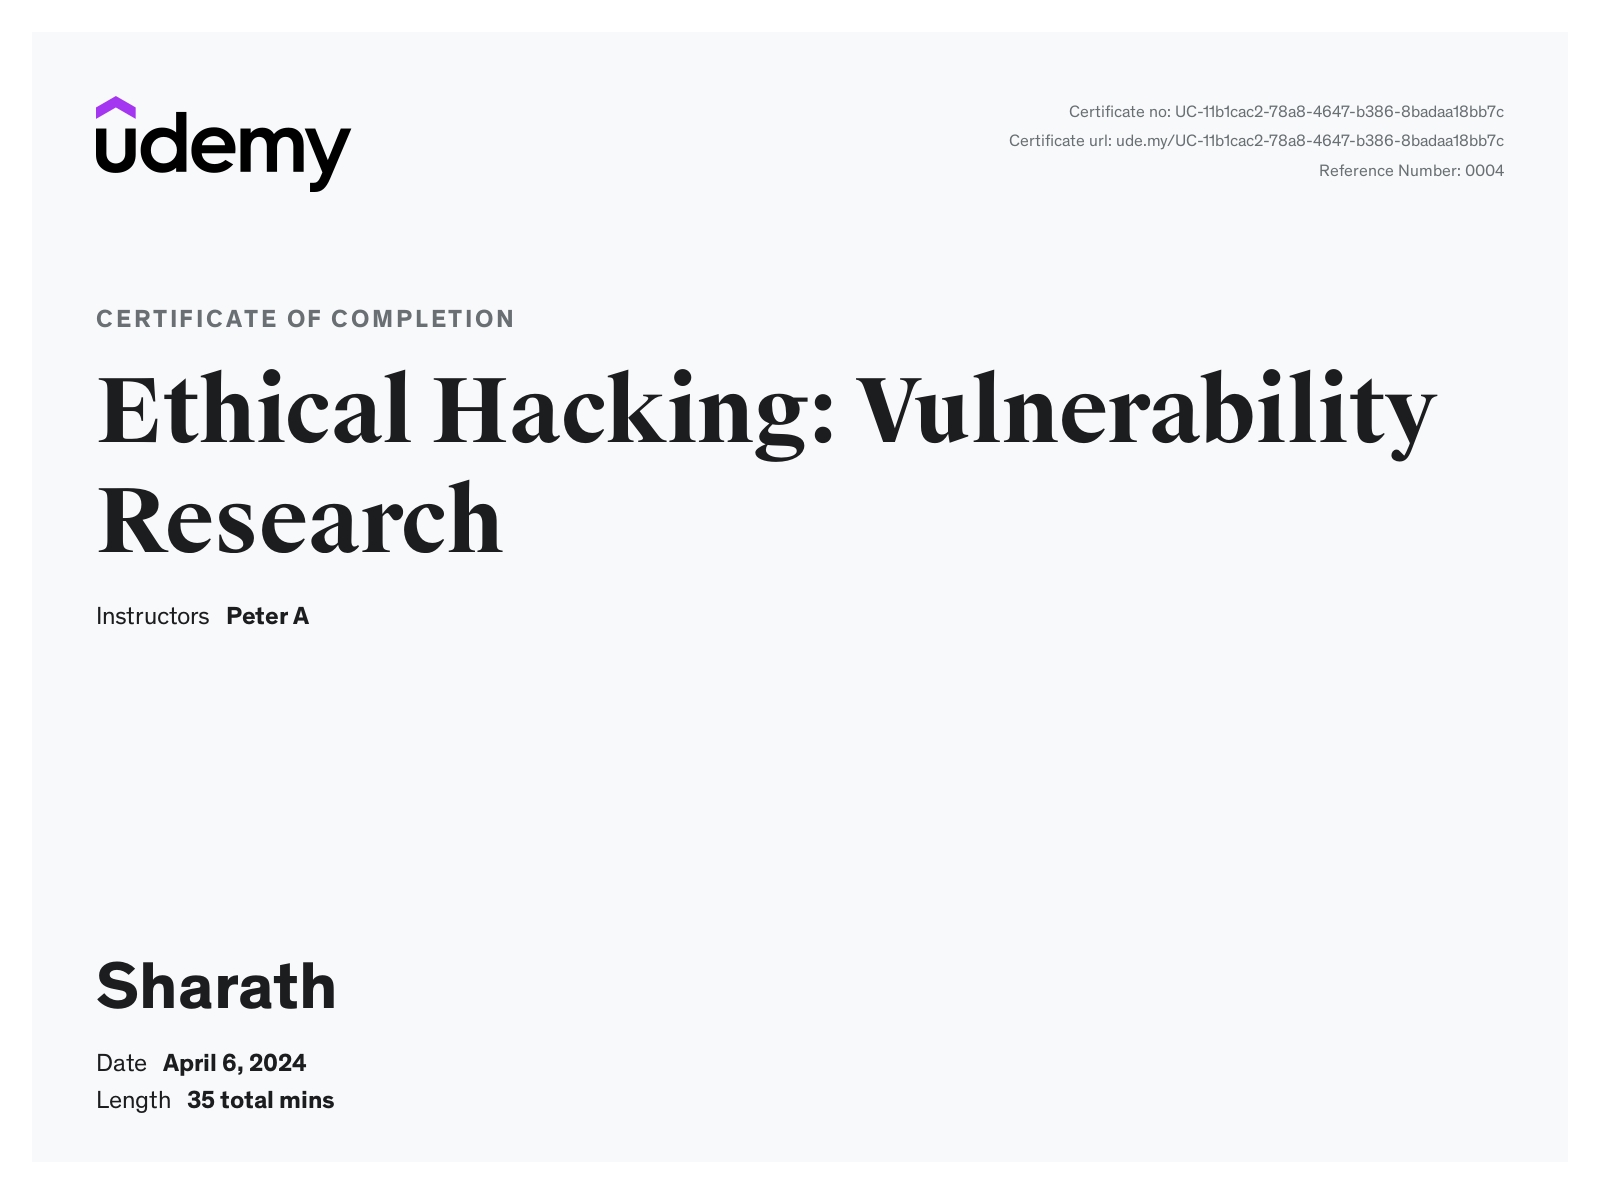 udemy
Certificate no: UC-11b1cac2-78a8-4647-b386-8badaa18bb7c
Certificate url: ude.my/UC-11b1cac2-78a8-4647-b386-8badaa18bb7c
Reference Number: 0004
CERTIFICATE OF COMPLETION
Ethical Hacking: Vulnerability
Research
Instructors Peter A
Sharath
Date April 6, 2024
Length 35 total mins